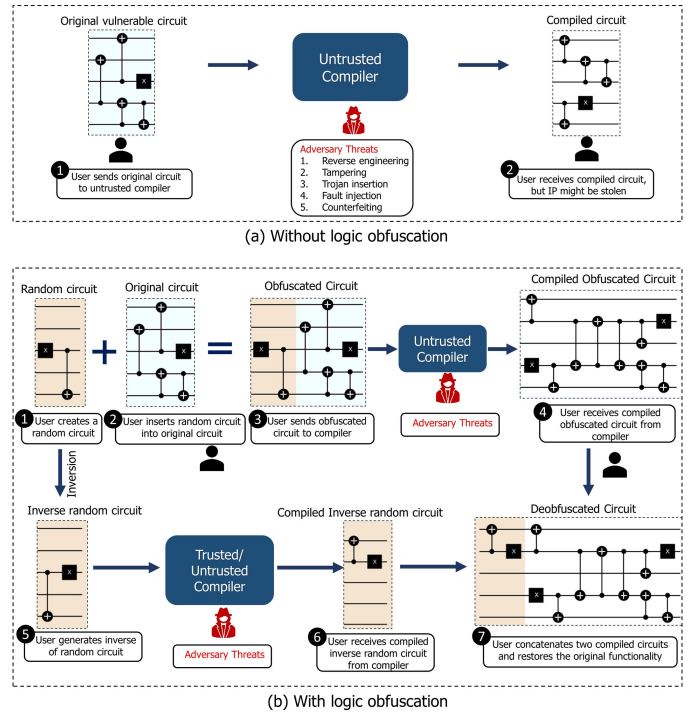 Original vulnerable circuit
Compiled circuit
Untrusted
Compiler
X
X
Adversary Threats
1. Reverse engineering
2. Tampering
3. Trojan insertion
4. Fault injection
5. Counterfeiting
1
User sends original circuit
to untrusted compiler
2
User receives compiled circuit,
but IP might be stolen
(a) Without logic obfuscation
Random circuit
Original circuit
Obfuscated Circuit
Compiled Obfuscated Circuit
X
X
X
X
X
X
Untrusted
Compiler
Adversary Threats
1
User creates a
random circuit
2
User inserts random circuit
into original circuit
3
User sends obfuscated
circuit to compiler
4
User receives compiled
obfuscated circuit from
compiler
Inversion
Inverse random circuit
Compiled Inverse random circuit
Deobfuscated Circuit
X
Trusted/
Untrusted
Compiler
X
X
X
X
Adversary Threats
5
User generates inverse
of random circuit
6
User receives compiled
inverse random circuit
from compiler
7
User concatenates two compiled circuits
and restores the original functionality
(b) With logic obfuscation